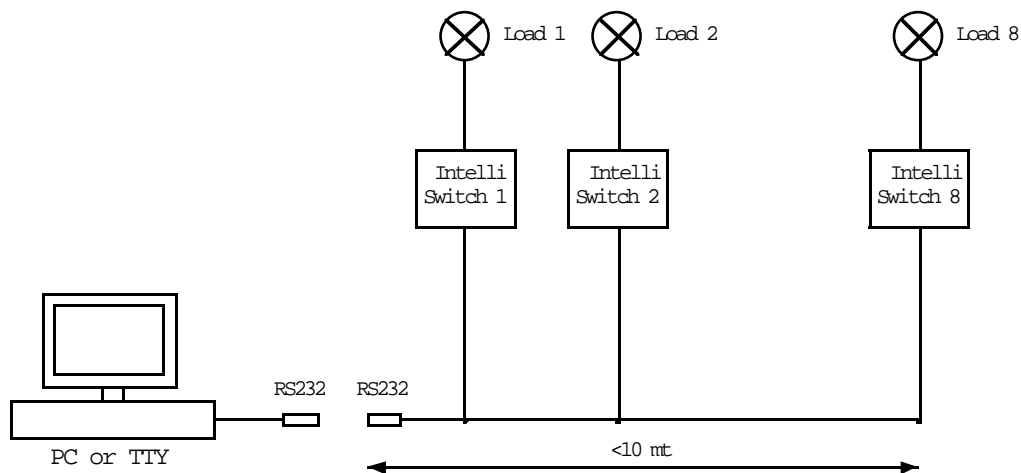 Load 1
Load 2
Load 8
Intelli
Switch 1
Intelli
Switch 2
Intelli
Switch 8
RS232
RS232
PC or TTY
<10 mt